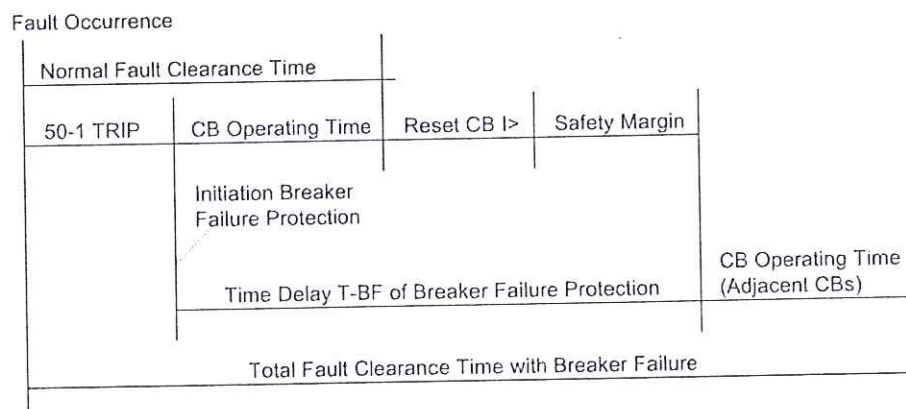 Fault Occurrence
Normal Fault Clearance Time
50-1 TRIP
CB Operating Time
Reset CB I>
Safety Margin
Initiation Breaker
Failure Protection
Time Delay T-BF of Breaker Failure Protection
CB Operating Time
(Adjacent CBs)
Total Fault Clearance Time with Breaker Failure